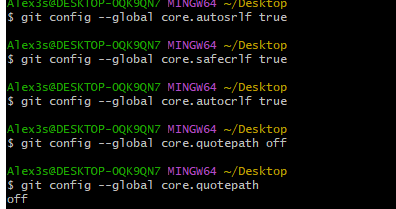 Alex3s@DESKTOP-OQK9QN7 MINGW64 ~/Desktop
$ git config --global core.autosrlf true
Alex3s@DESKTOP-OQK9QN7 MINGW64 ~/Desktop
$ git config --global core.safecrlf true
Alex3s@DESKTOP-OQK9QN7 MINGW64 ~/Desktop
$ git config --global core.autocrlf true
Alex3s@DESKTOP-OQK9QN7 MINGW64 ~/Desktop
$ git config --global core.quotepath off
Alex3s@DESKTOP-OQK9QN7 MINGW64 ~/Desktop
$ git config --global core.quotepath
off